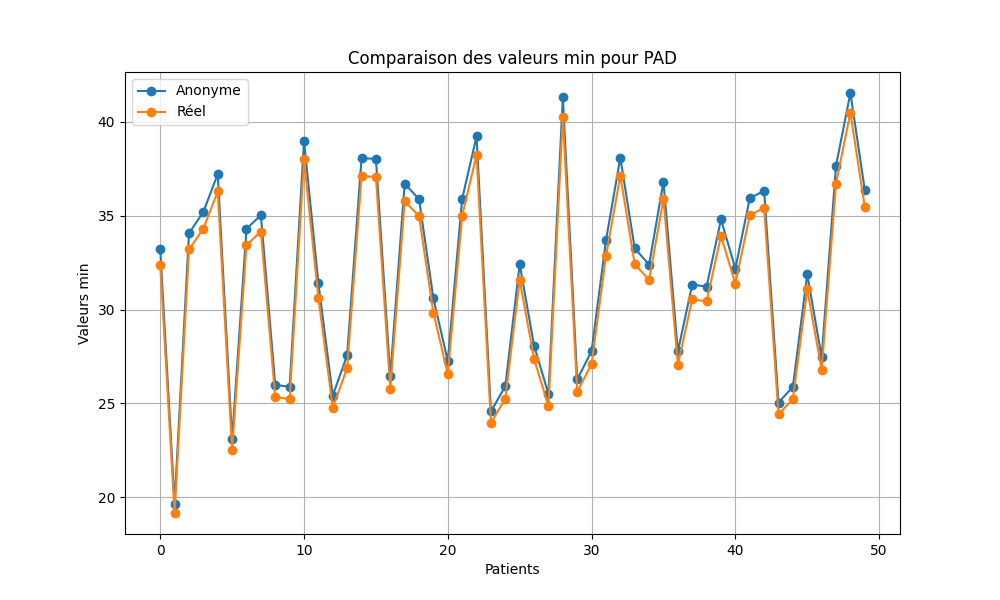 Comparaison des valeurs min pour PAD
Anonyme
Réel
Valeurs min
40
35
30
25
20
0 10 20 30 40 50
Patients